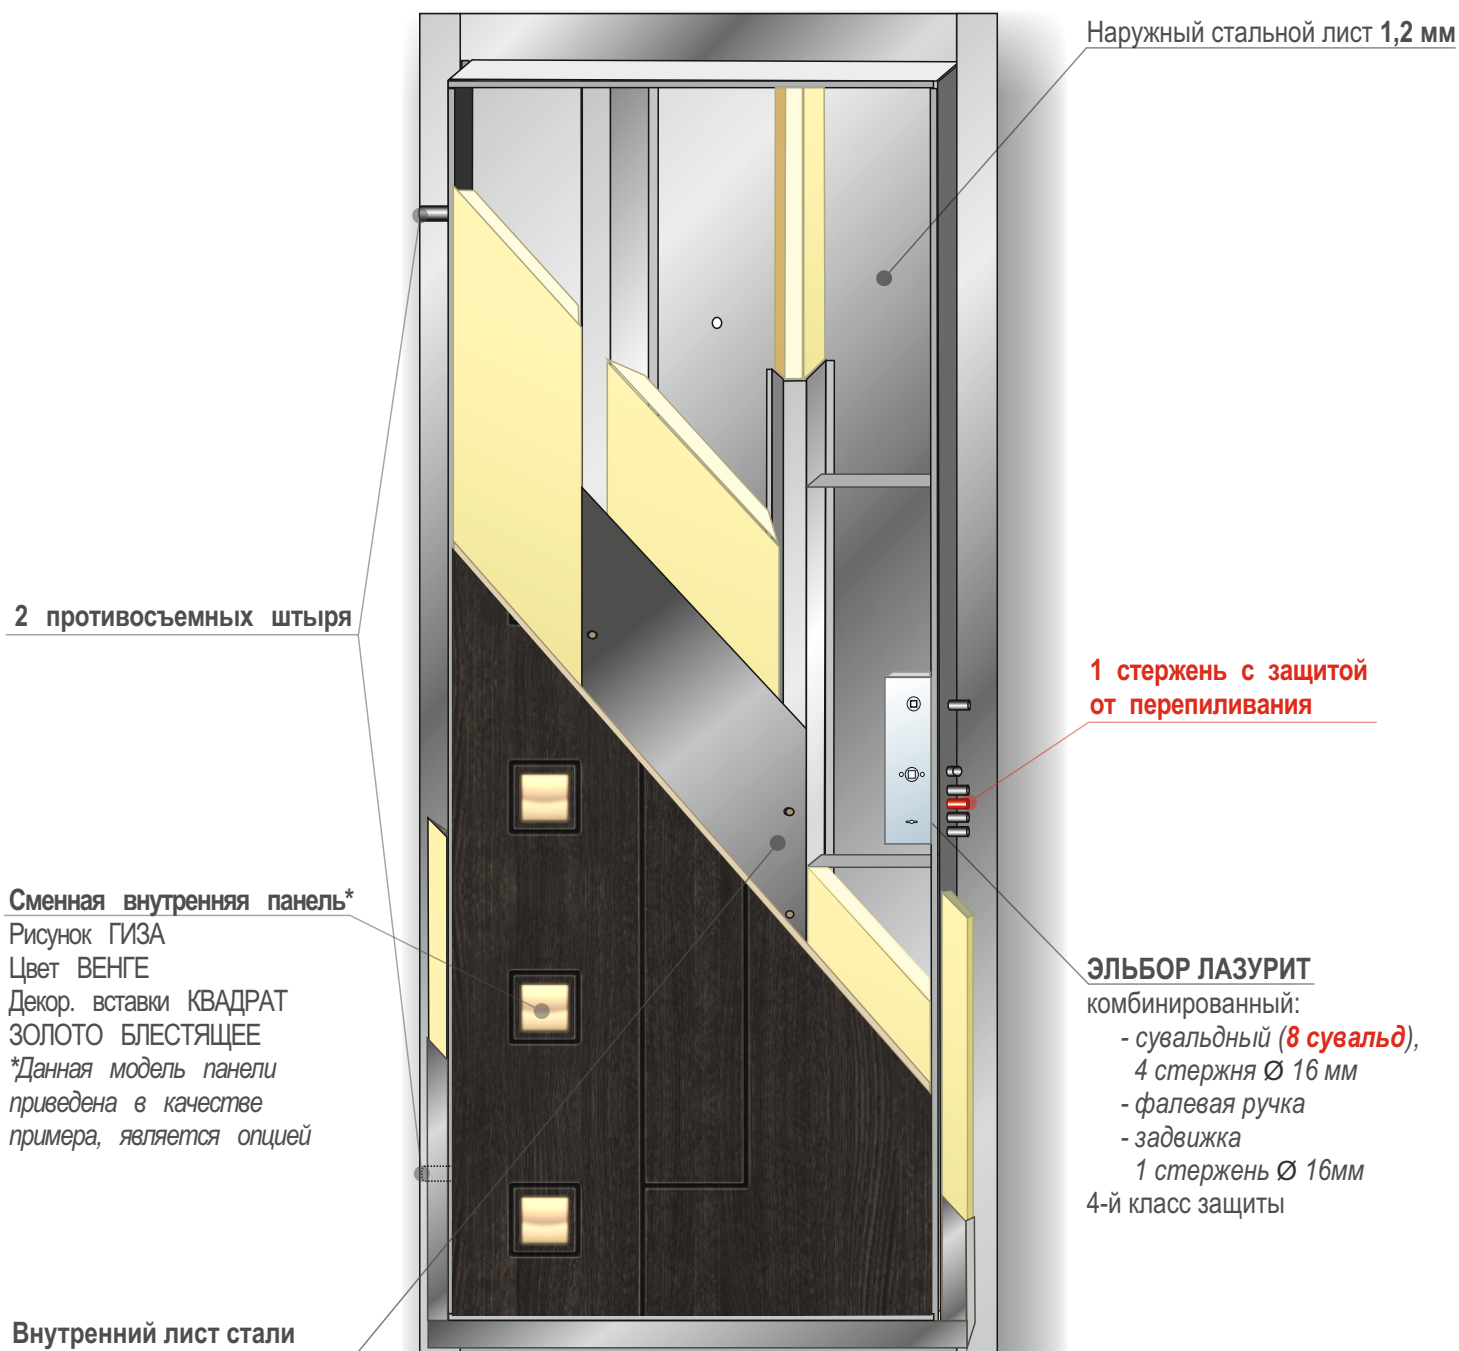 Наружный стальной лист 1,2 мм
2 противосъемных штыря
1 стержень с защитой
от перепиливания
Сменная внутренняя панель*
Рисунок ГИЗА
Цвет ВЕНГЕ
Декор. вставки КВАДРАТ
ЗОЛОТО БЛЕСТЯЩЕЕ
*Данная модель панели
приведена в качестве
примера, является опцией
ЭЛЬБОР ЛАЗУРИТ
комбинированный:
- сувальдный (8 сувальд),
4 стержня Ø 16 мм
- фалевая ручка
- задвижка
1 стержень Ø 16мм
4-й класс защиты
Внутренний лист стали